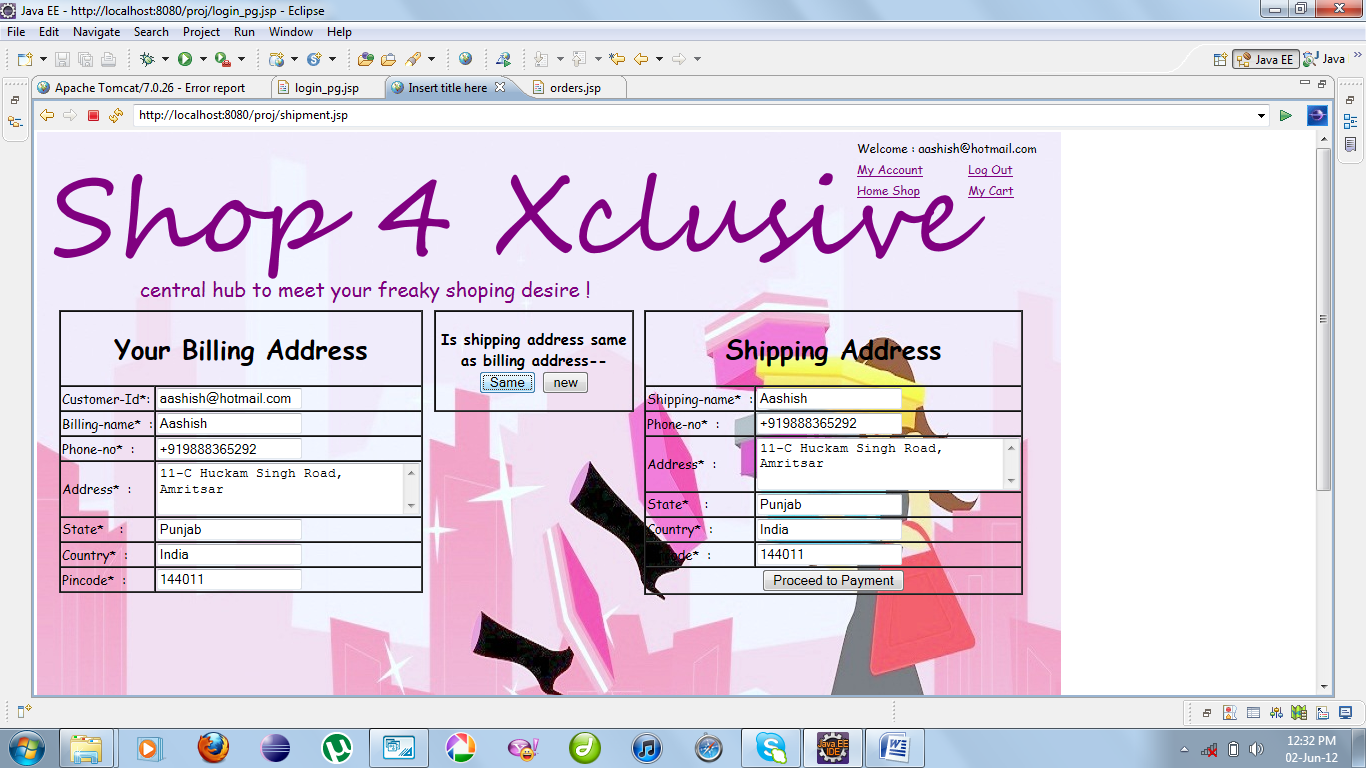 Java EE - http://localhost:8080/proj/login_pg.jsp - Eclipse
File Edit Navigate Search Project Run Window Help
Java EE Java
Apache Tomcat/7.0.26 - Error report login_pg.jsp Insert title here orders.jsp
http://localhost:8080/proj/shipment.jsp
Welcome : aashish@hotmail.com
My Account Log Out
Home Shop My Cart
Shop 4 Xclusive
central hub to meet your freaky shoping desire !
Your Billing Address
Customer-Id*: aashish@hotmail.com
Billing-name* : Aashish
Phone-no* : +919888365292
Address* : 11-C Huckam Singh Road,
Amritsar
State* : Punjab
Country* : India
Pincode* : 144011
Is shipping address same
as billing address--
Same new
Shipping Address
Shipping-name* : Aashish
Phone-no* : +919888365292
Address* : 11-C Huckam Singh Road,
Amritsar
State* : Punjab
Country* : India
144011
Proceed to Payment
Java EE
IDE
12:32 PM
02-Jun-12